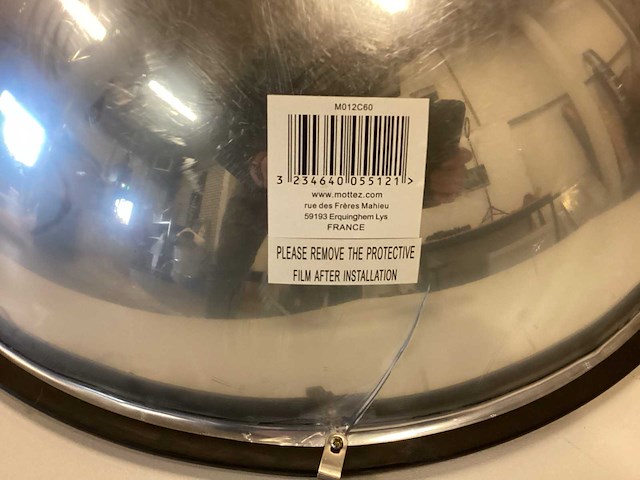 M012C60
3 234640 055121 >
www.mottez.com
rue des Frères Mahieu
59193 Erquinghem Lys
FRANCE
PLEASE REMOVE THE PROTECTIVE
FILM AFTER INSTALLATION